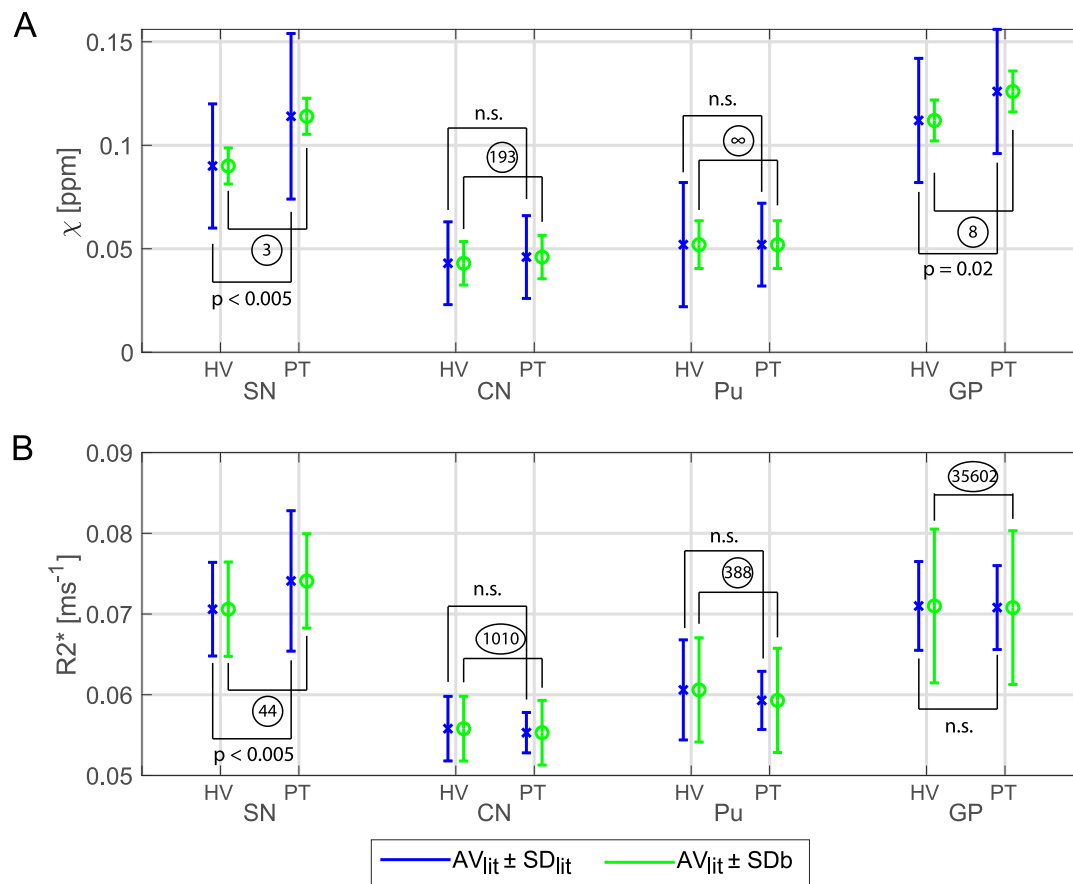 A
χ [ppm]
0.15
0.1
0.05
0
n.s.
n.s.
193
∞
3
8
p < 0.005
p = 0.02
HV PT HV PT HV PT HV PT
SN CN Pu GP
B
R2* [ms⁻¹]
0.09
0.08
0.07
0.06
0.05
35602
n.s.
n.s.
388
1010
44
p < 0.005
n.s.
HV PT HV PT HV PT HV PT
SN CN Pu GP
AVlit ± SDlit AVlit ± SDb